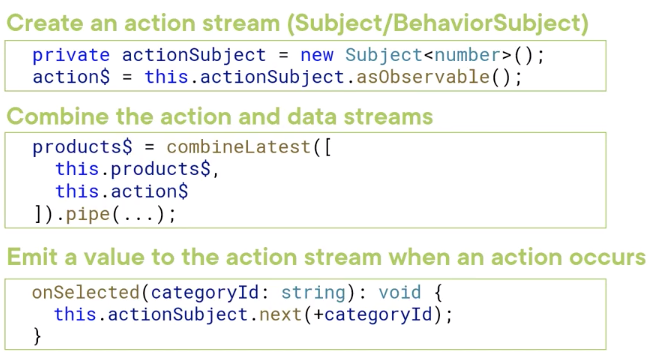 Create an action stream (Subject/BehaviorSubject)
private actionSubject = new Subject<number>();
action$ = this.actionSubject.asObservable();
Combine the action and data streams
products$ = combineLatest([
this.products$,
this.action$
]).pipe(...);
Emit a value to the action stream when an action occurs
onSelected(categoryId: string): void {
this.actionSubject.next(+categoryId);
}